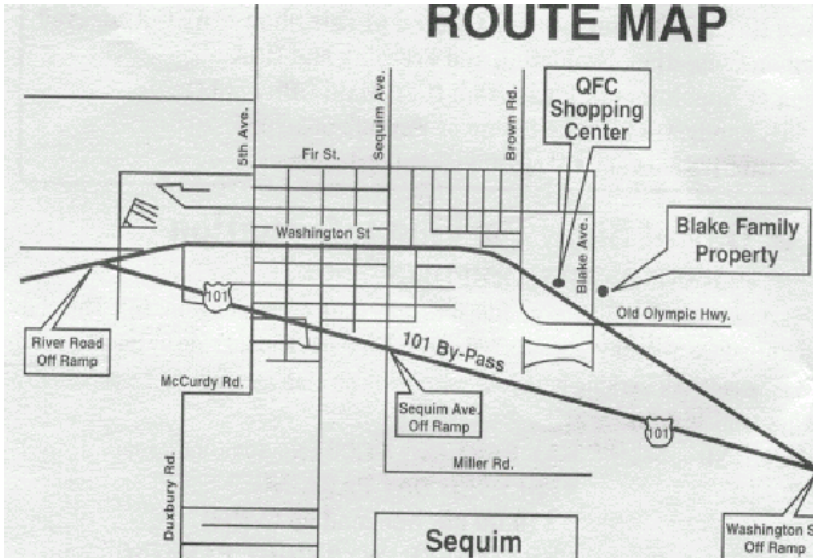 ROUTE MAP
QFC
Shopping
Center
5th Ave.
Sequim Ave.
Brown Rd.
Fir St.
Blake Ave.
Blake Family
Property
Washington St
101
Old Olympic Hwy.
River Road
Off Ramp
101 By-Pass
McCurdy Rd.
Sequim Ave.
Off Ramp
101
Miller Rd.
Duxbury Rd.
Washington S
Off Ramp
Sequim